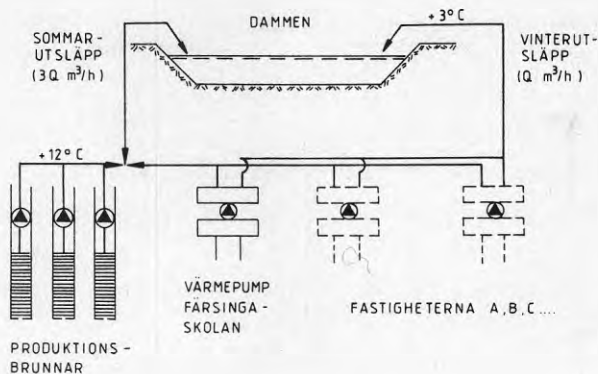 DAMMEN
+3°C
SOMMAR-
UTSLÄPP
(3Q m³/h)
VINTERUT-
SLÄPP
(Q m³/h)
+12°C
VÄRMEPUMP
FÄRSINGA-
SKOLAN
FASTIGHETERNA A,B,C....
PRODUKTIONS-
BRUNNAR